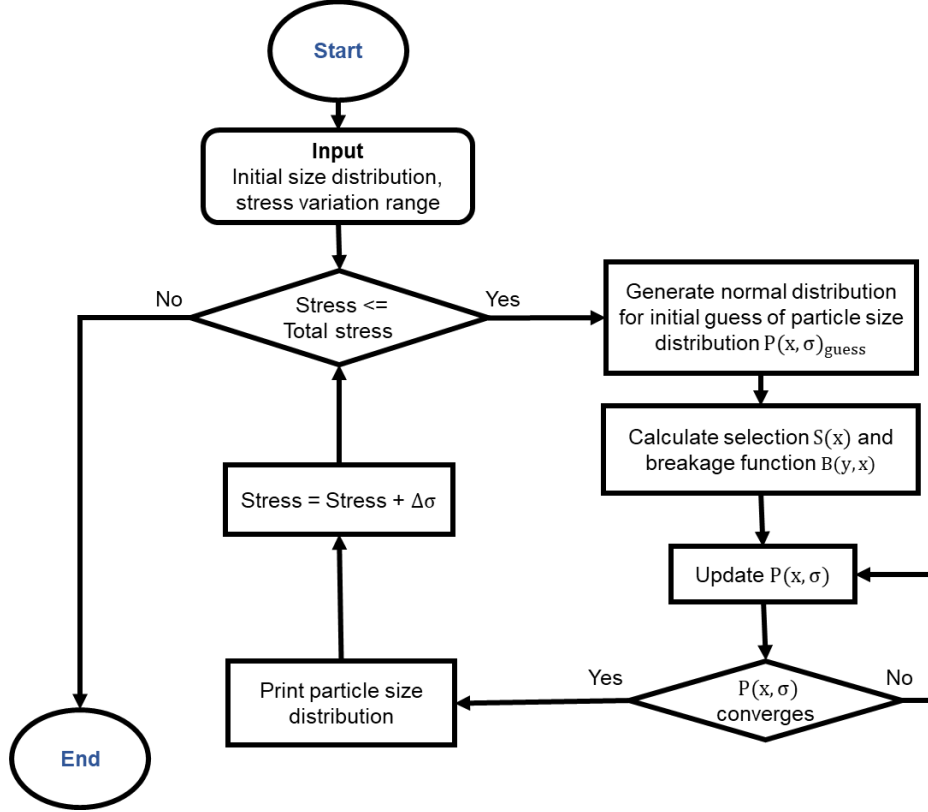 Start
Input
Initial size distribution,
stress variation range
No
Stress <=
Total stress
Yes
Generate normal distribution
for initial guess of particle size
distribution P(x, σ)guess
Calculate selection S(x) and
breakage function B(y, x)
Stress = Stress + Δσ
Update P(x, σ)
Print particle size
distribution
Yes
P(x, σ)
converges
No
End